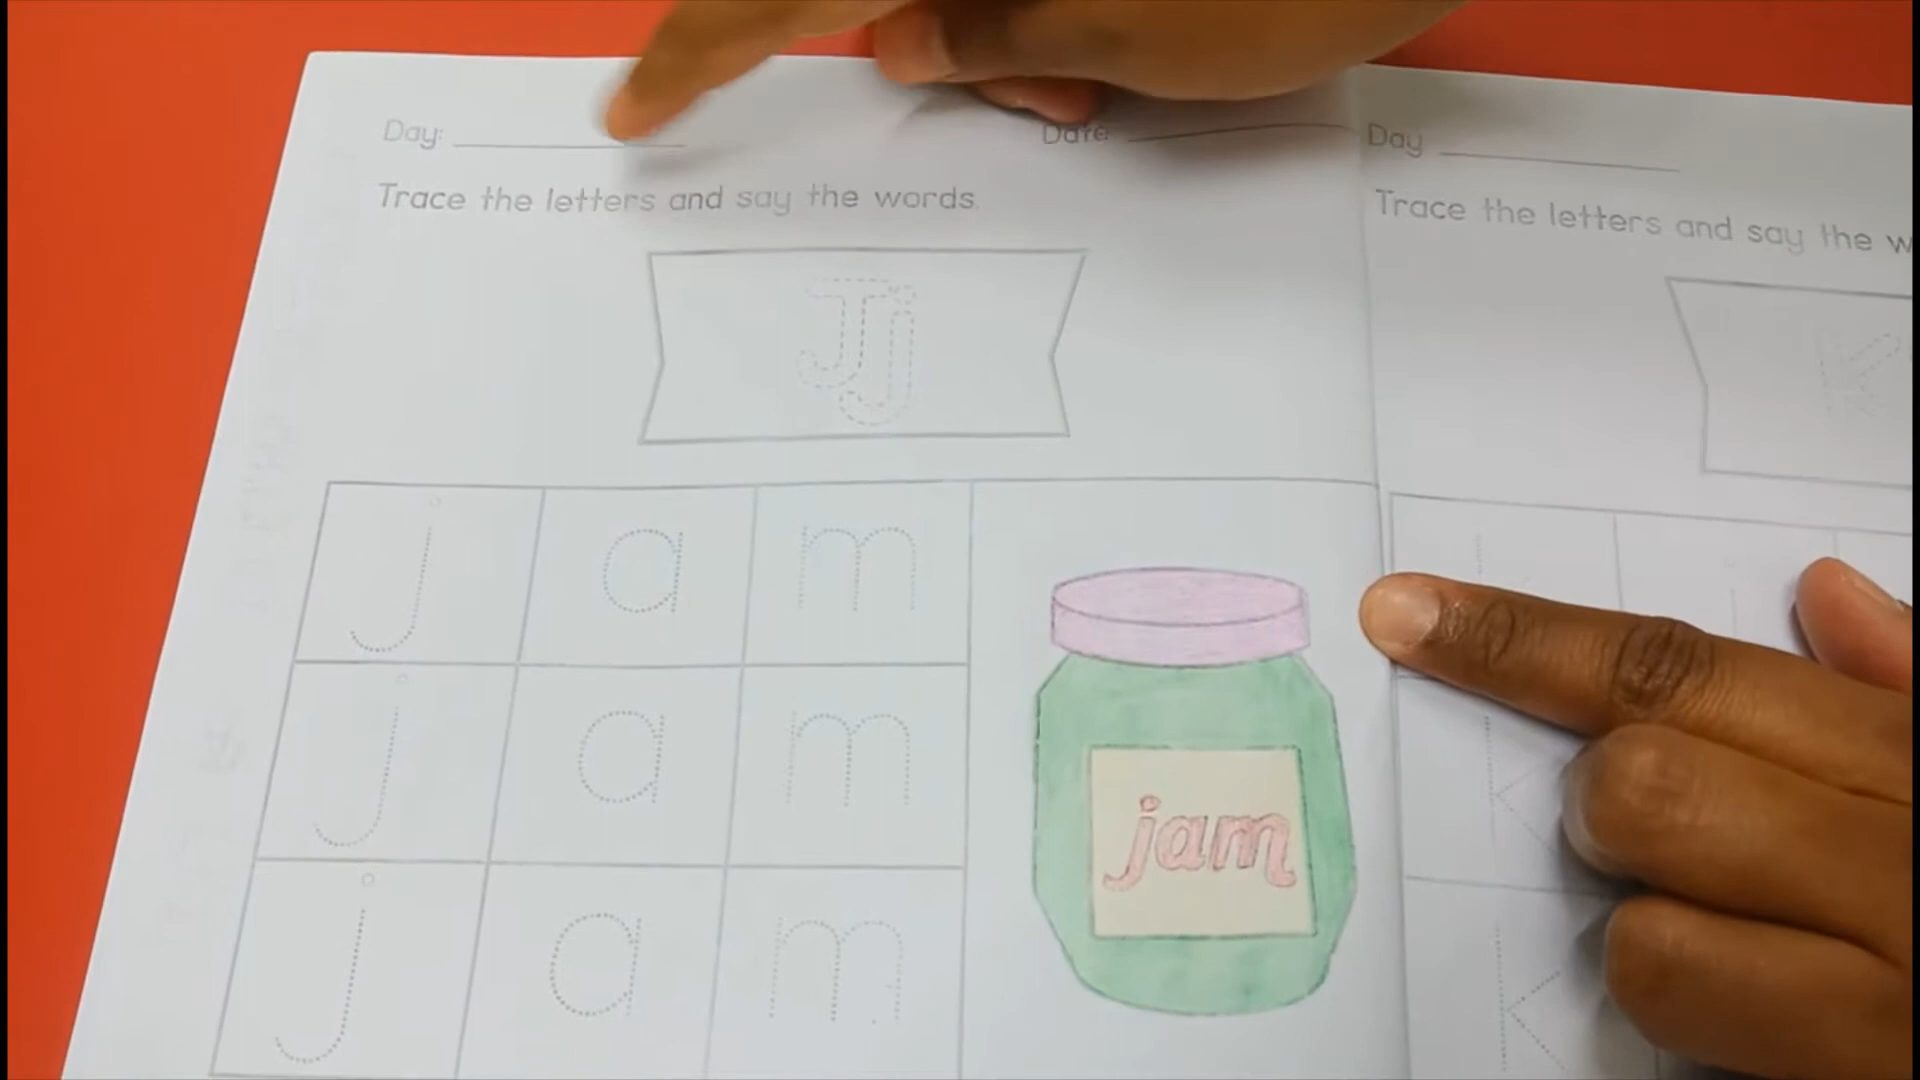 Day:
Date:
Trace the letters and say the words.
Jj
j a m
j a m
j a m
jam
Day
Trace the letters and say the
K
k
k